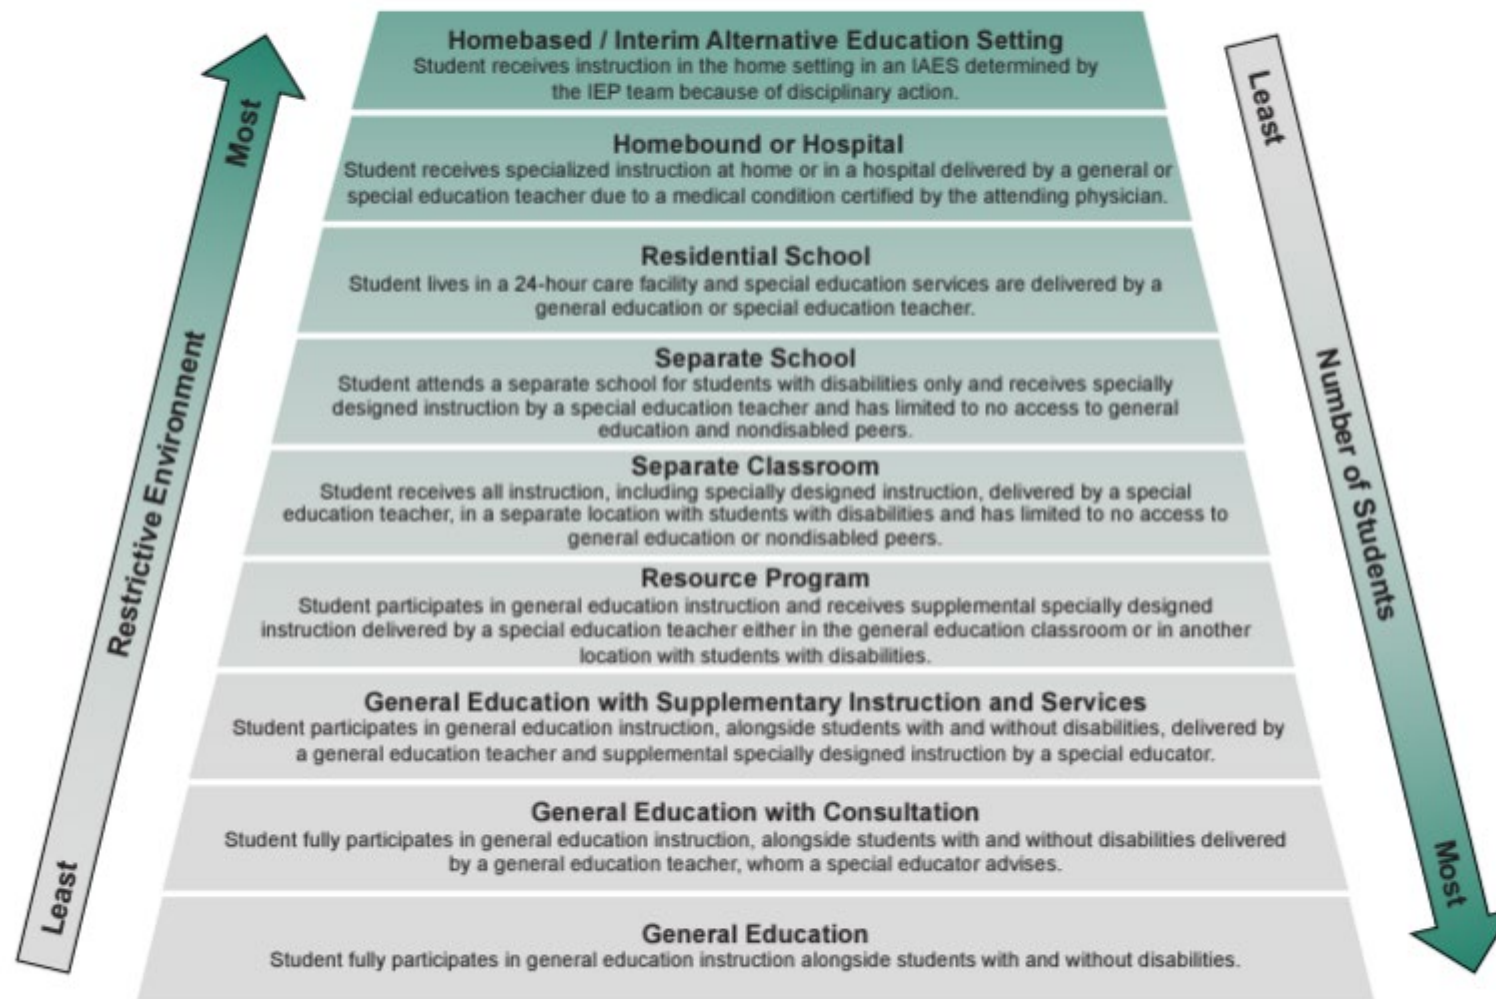 Homebased / Interim Alternative Education Setting
Student receives instruction in the home setting in an IAES determined by
the IEP team because of disciplinary action.
Homebound or Hospital
Student receives specialized instruction at home or in a hospital delivered by a general or
special education teacher due to a medical condition certified by the attending physician.
Residential School
Student lives in a 24-hour care facility and special education services are delivered by a
general education or special education teacher.
Separate School
Student attends a separate school for students with disabilities only and receives specially
designed instruction by a special education teacher and has limited to no access to general
education and nondisabled peers.
Separate Classroom
Student receives all instruction, including specially designed instruction, delivered by a special
education teacher, in a separate location with students with disabilities and has limited to no access to
general education or nondisabled peers.
Resource Program
Student participates in general education instruction and receives supplemental specially designed
instruction delivered by a special education teacher either in the general education classroom or in another
location with students with disabilities.
General Education with Supplementary Instruction and Services
Student participates in general education instruction, alongside students with and without disabilities, delivered by
a general education teacher and supplemental specially designed instruction by a special educator.
General Education with Consultation
Student fully participates in general education instruction, alongside students with and without disabilities delivered
by a general education teacher, whom a special educator advises.
General Education
Student fully participates in general education instruction alongside students with and without disabilities.
Most
Restrictive Environment
Least
Least
Number of Students
Most